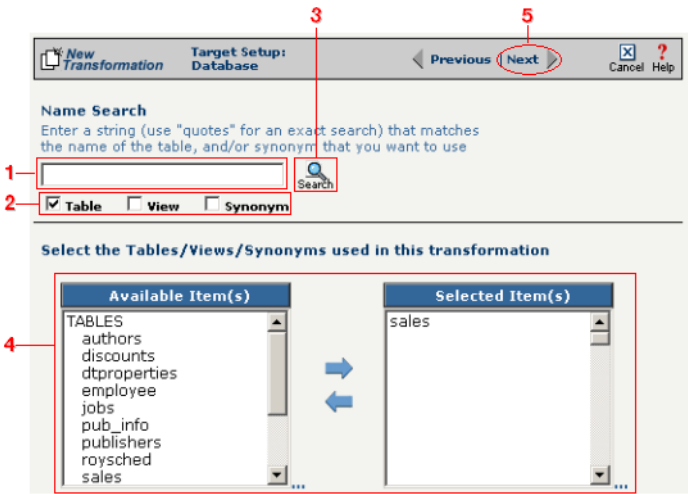 3
5
New Transformation
Target Setup: Database
Previous | Next
Cancel
Help
Name Search
Enter a string (use "quotes" for an exact search) that matches
the name of the table, and/or synonym that you want to use
1
Search
2
Table View Synonym
Select the Tables/Views/Synonyms used in this transformation
Available Item(s)
Selected Item(s)
4
TABLES
authors
discounts
dtproperties
employee
jobs
pub_info
publishers
roysched
sales
...
sales
...